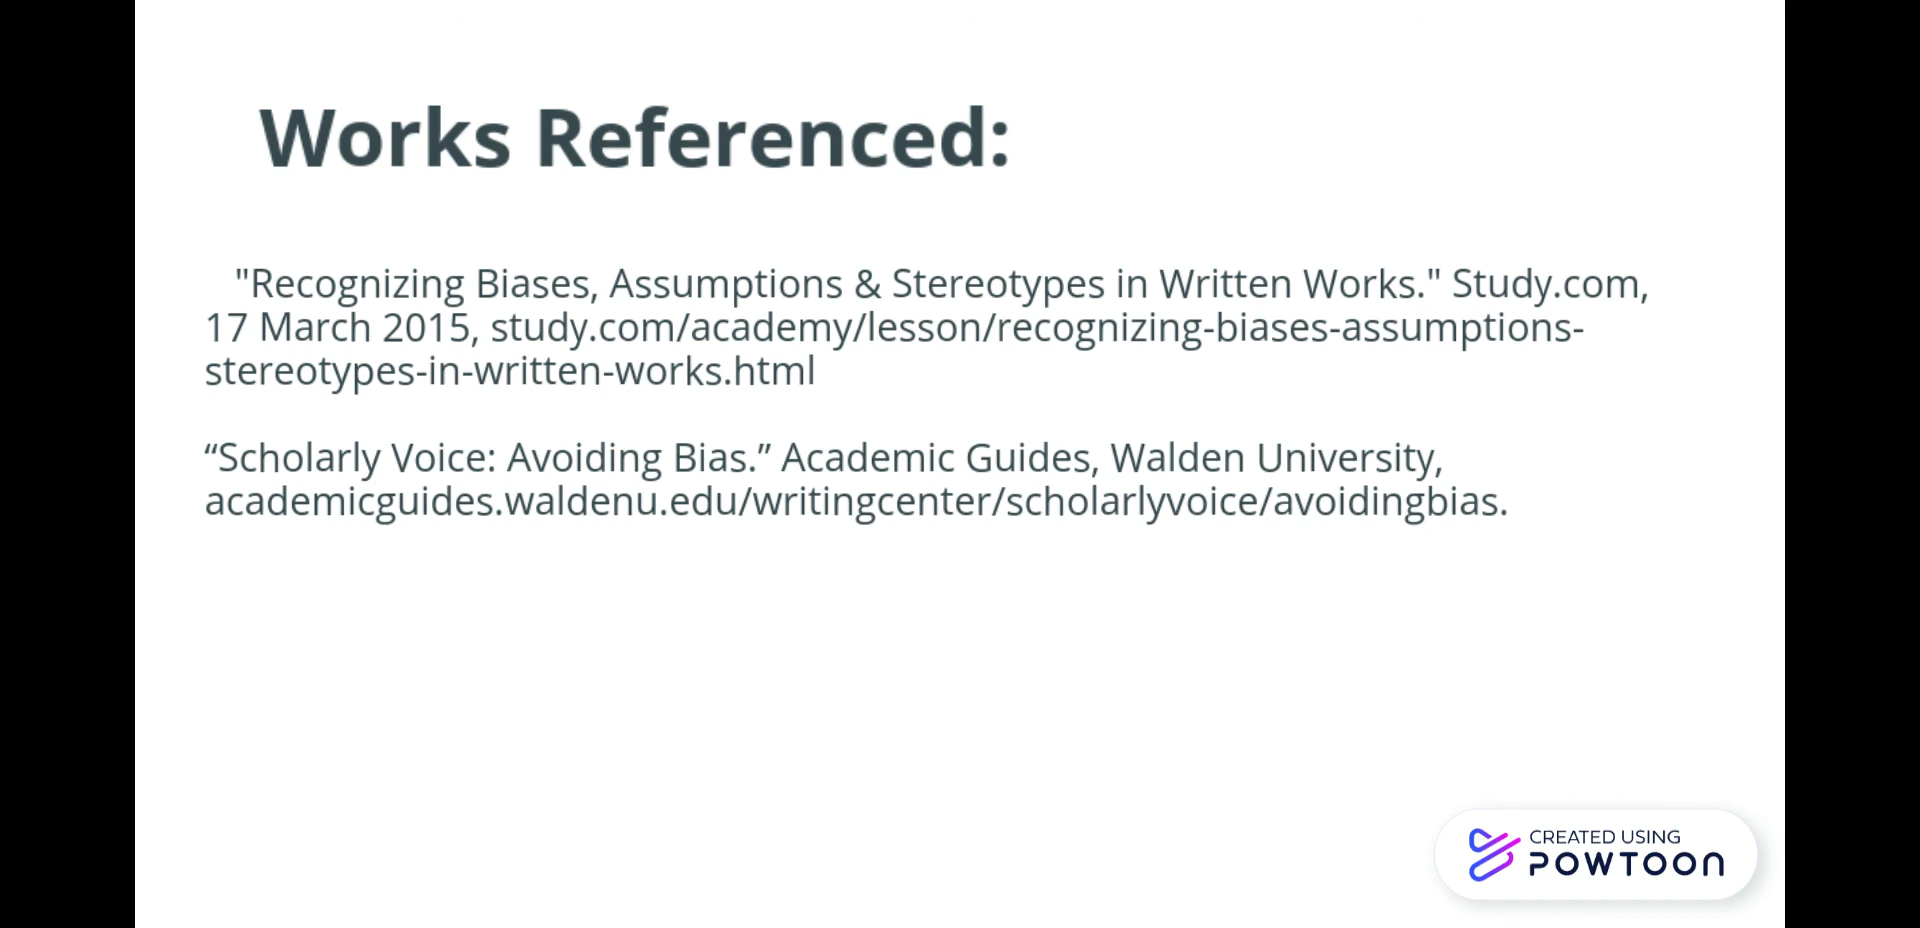 Works Referenced:
"Recognizing Biases, Assumptions & Stereotypes in Written Works." Study.com,
17 March 2015, study.com/academy/lesson/recognizing-biases-assumptions-
stereotypes-in-written-works.html
“Scholarly Voice: Avoiding Bias.” Academic Guides, Walden University,
academicguides.waldenu.edu/writingcenter/scholarlyvoice/avoidingbias.
CREATED USING
POWTOON